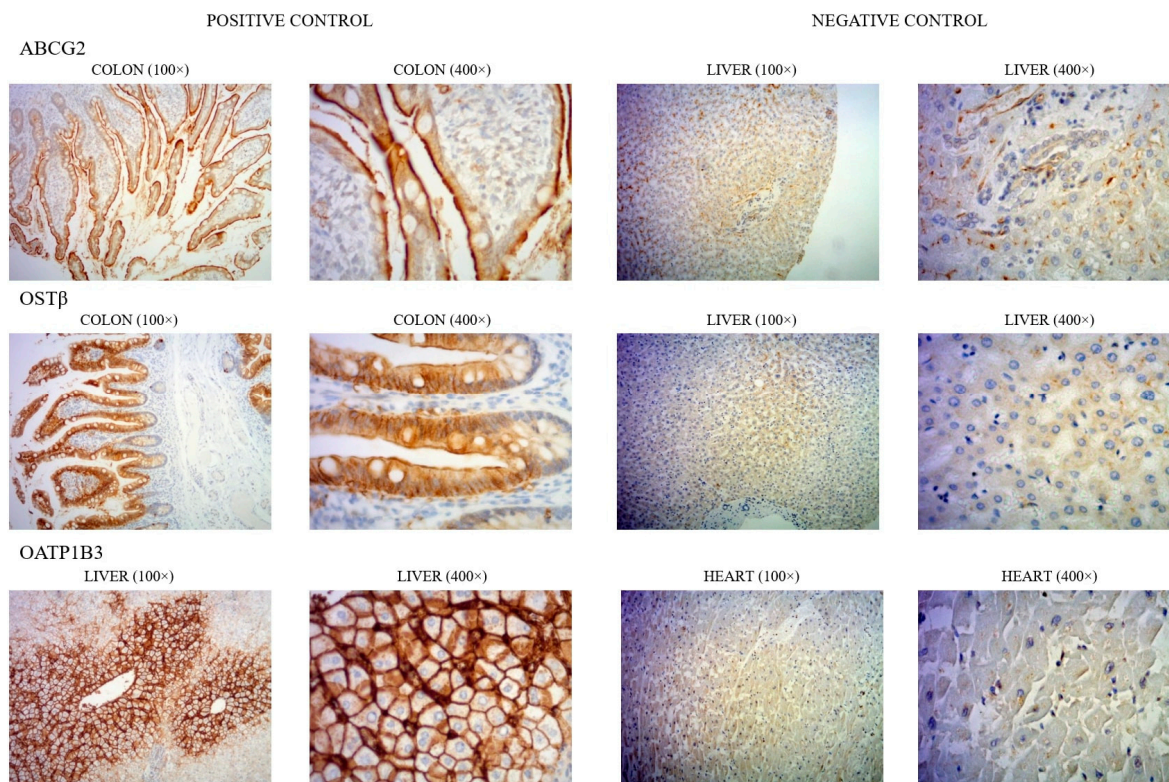 POSITIVE CONTROL NEGATIVE CONTROL
ABCG2
COLON (100×) COLON (400×) LIVER (100×) LIVER (400×)
OSTβ
COLON (100×) COLON (400×) LIVER (100×) LIVER (400×)
OATP1B3
LIVER (100×) LIVER (400×) HEART (100×) HEART (400×)